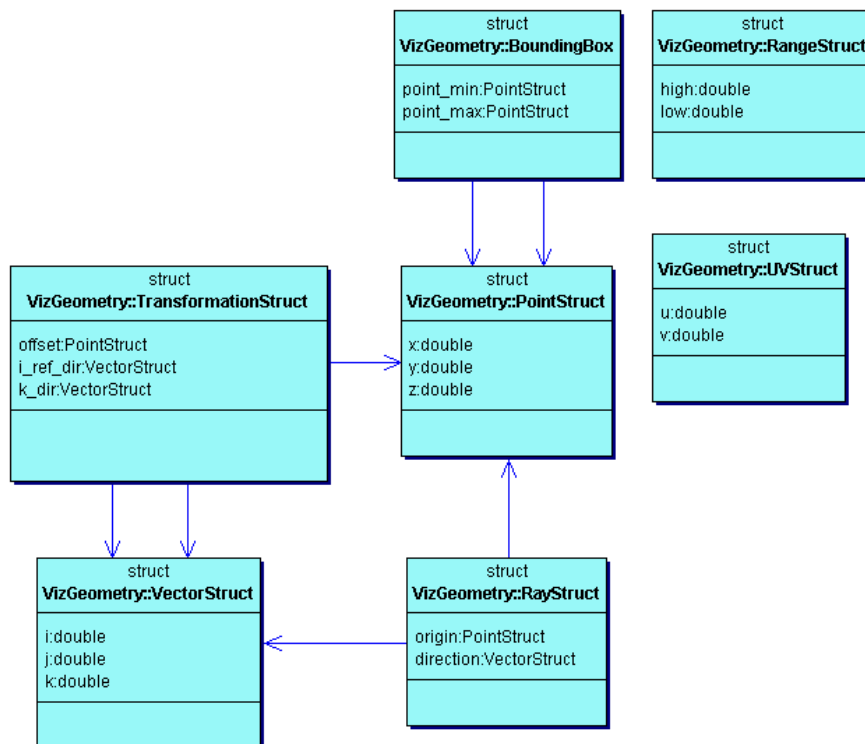 struct
VizGeometry::BoundingBox
point_min:PointStruct
point_max:PointStruct
struct
VizGeometry::RangeStruct
high:double
low:double
struct
VizGeometry::TransformationStruct
offset:PointStruct
i_ref_dir:VectorStruct
k_dir:VectorStruct
struct
VizGeometry::PointStruct
x:double
y:double
z:double
struct
VizGeometry::UVStruct
u:double
v:double
struct
VizGeometry::VectorStruct
i:double
j:double
k:double
struct
VizGeometry::RayStruct
origin:PointStruct
direction:VectorStruct